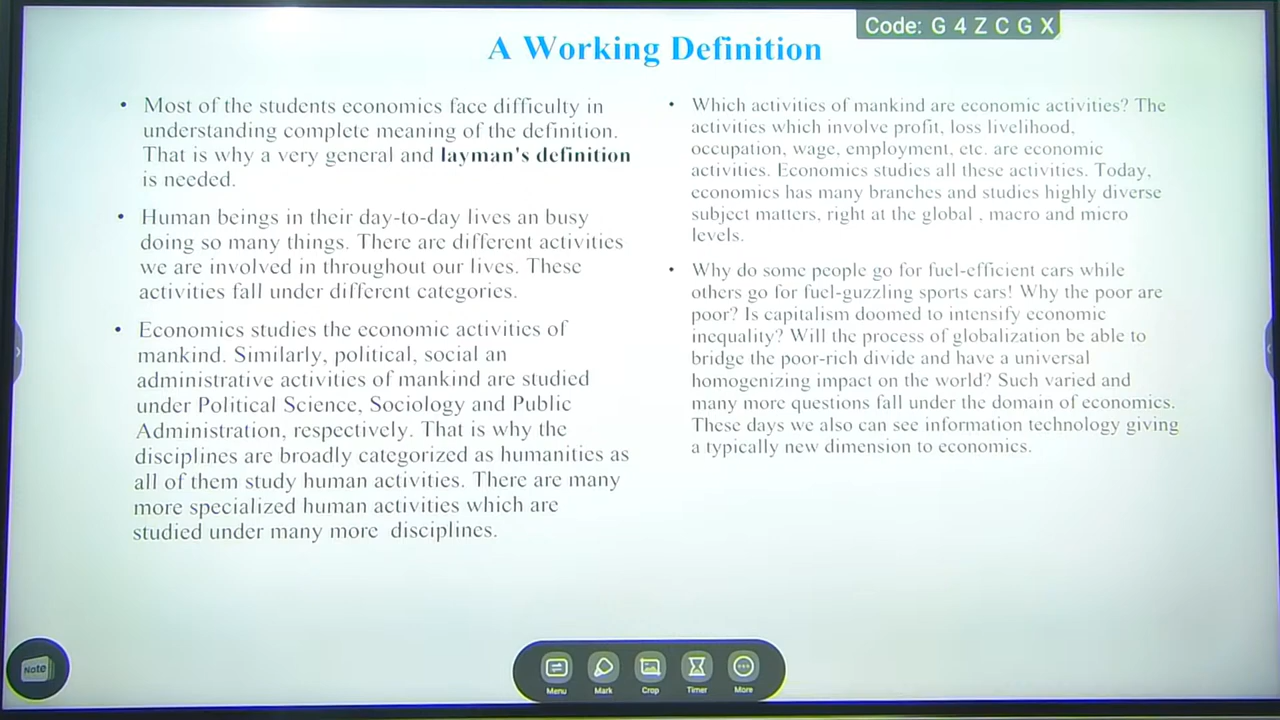 Code: G 4 Z C G X
A Working Definition
• Most of the students economics face difficulty in
understanding complete meaning of the definition.
That is why a very general and layman's definition
is needed.
• Human beings in their day-to-day lives an busy
doing so many things. There are different activities
we are involved in throughout our lives. These
activities fall under different categories.
• Economics studies the economic activities of
mankind. Similarly, political, social an
administrative activities of mankind are studied
under Political Science, Sociology and Public
Administration, respectively. That is why the
disciplines are broadly categorized as humanities as
all of them study human activities. There are many
more specialized human activities which are
studied under many more disciplines.
• Which activities of mankind are economic activities? The
activities which involve profit, loss livelihood,
occupation, wage, employment, etc. are economic
activities. Economics studies all these activities. Today,
economics has many branches and studies highly diverse
subject matters, right at the global , macro and micro
levels.
• Why do some people go for fuel-efficient cars while
others go for fuel-guzzling sports cars! Why the poor are
poor? Is capitalism doomed to intensify economic
inequality? Will the process of globalization be able to
bridge the poor-rich divide and have a universal
homogenizing impact on the world? Such varied and
many more questions fall under the domain of economics.
These days we also can see information technology giving
a typically new dimension to economics.
Note
Menu Mark Crop Timer More